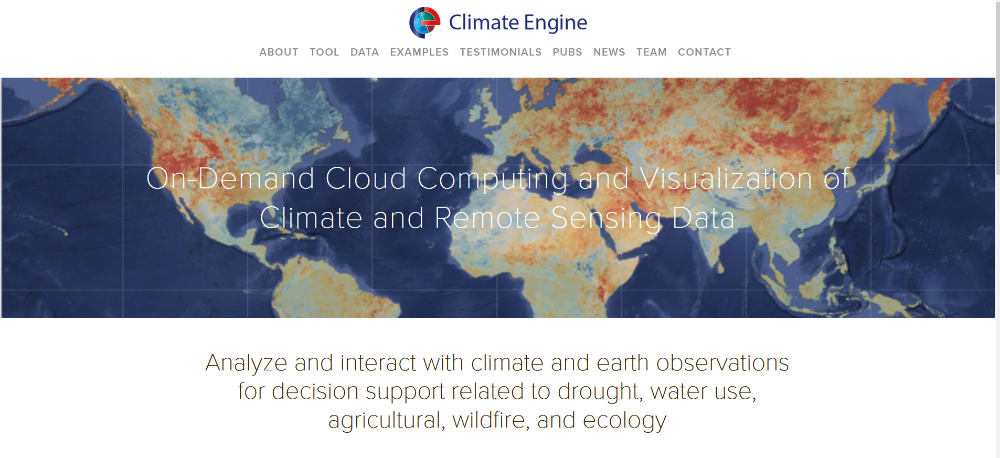 Climate Engine
ABOUT TOOL DATA EXAMPLES TESTIMONIALS PUBS NEWS TEAM CONTACT
On-Demand Cloud Computing and Visualization of
Climate and Remote Sensing Data
Analyze and interact with climate and earth observations
for decision support related to drought, water use,
agricultural, wildfire, and ecology